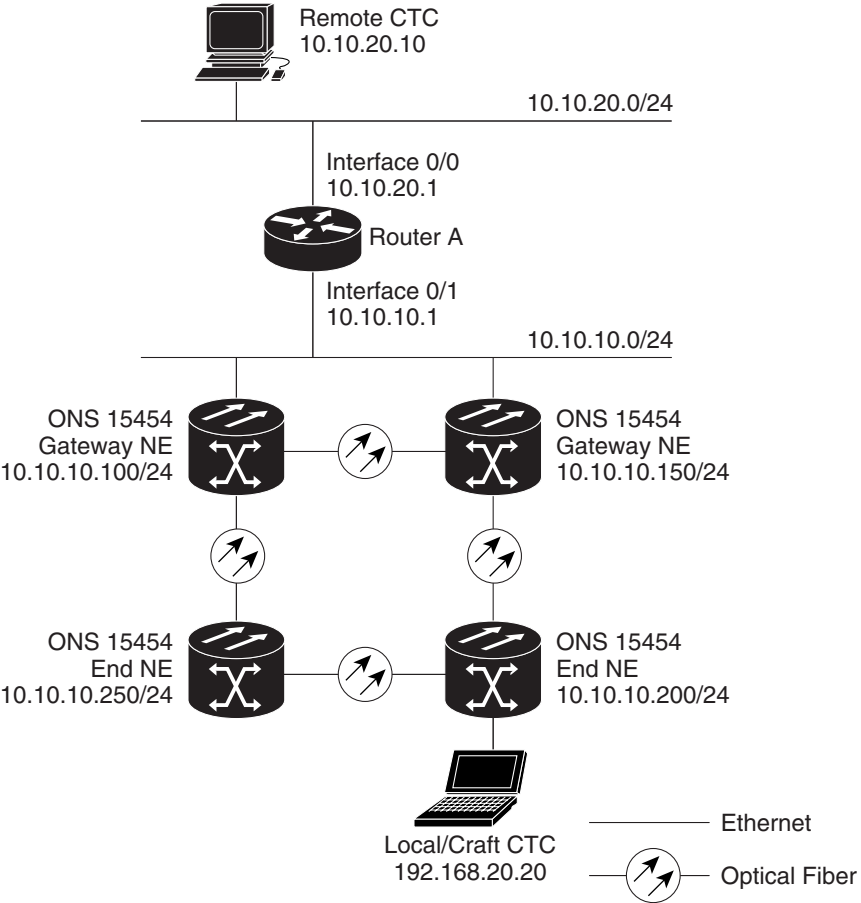 Remote CTC
10.10.20.10
10.10.20.0/24
Interface 0/0
10.10.20.1
Router A
Interface 0/1
10.10.10.1
10.10.10.0/24
ONS 15454
Gateway NE
10.10.10.100/24
ONS 15454
Gateway NE
10.10.10.150/24
ONS 15454
End NE
10.10.10.250/24
ONS 15454
End NE
10.10.10.200/24
Local/Craft CTC
192.168.20.20
Ethernet
Optical Fiber